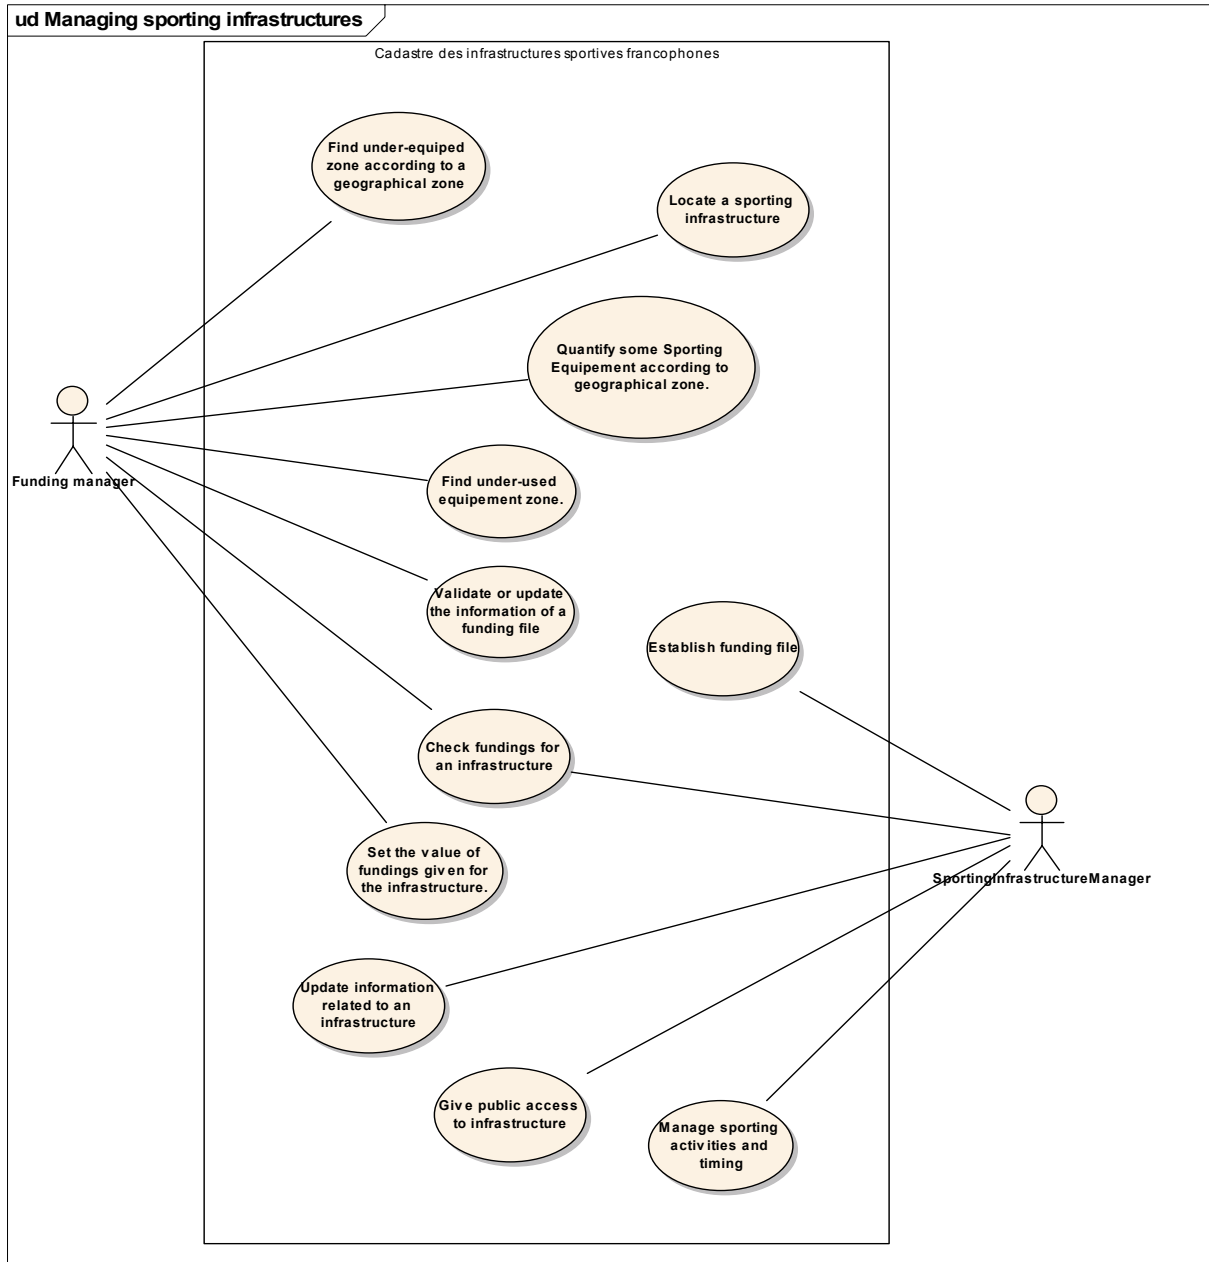 ud Managing sporting infrastructures
Cadastre des infrastructures sportives francophones
Find under-equiped
zone according to a
geographical zone
Locate a sporting
infrastructure
Quantify some Sporting
Equipement according to
geographical zone.
Funding manager
Find under-used
equipement zone.
Validate or update
the information of a
funding file
Establish funding file
Check fundings for
an infrastructure
Set the value of
fundings given for
the infrastructure.
SportingInfrastructureManager
Update information
related to an
infrastructure
Give public access
to infrastructure
Manage sporting
activities and
timing